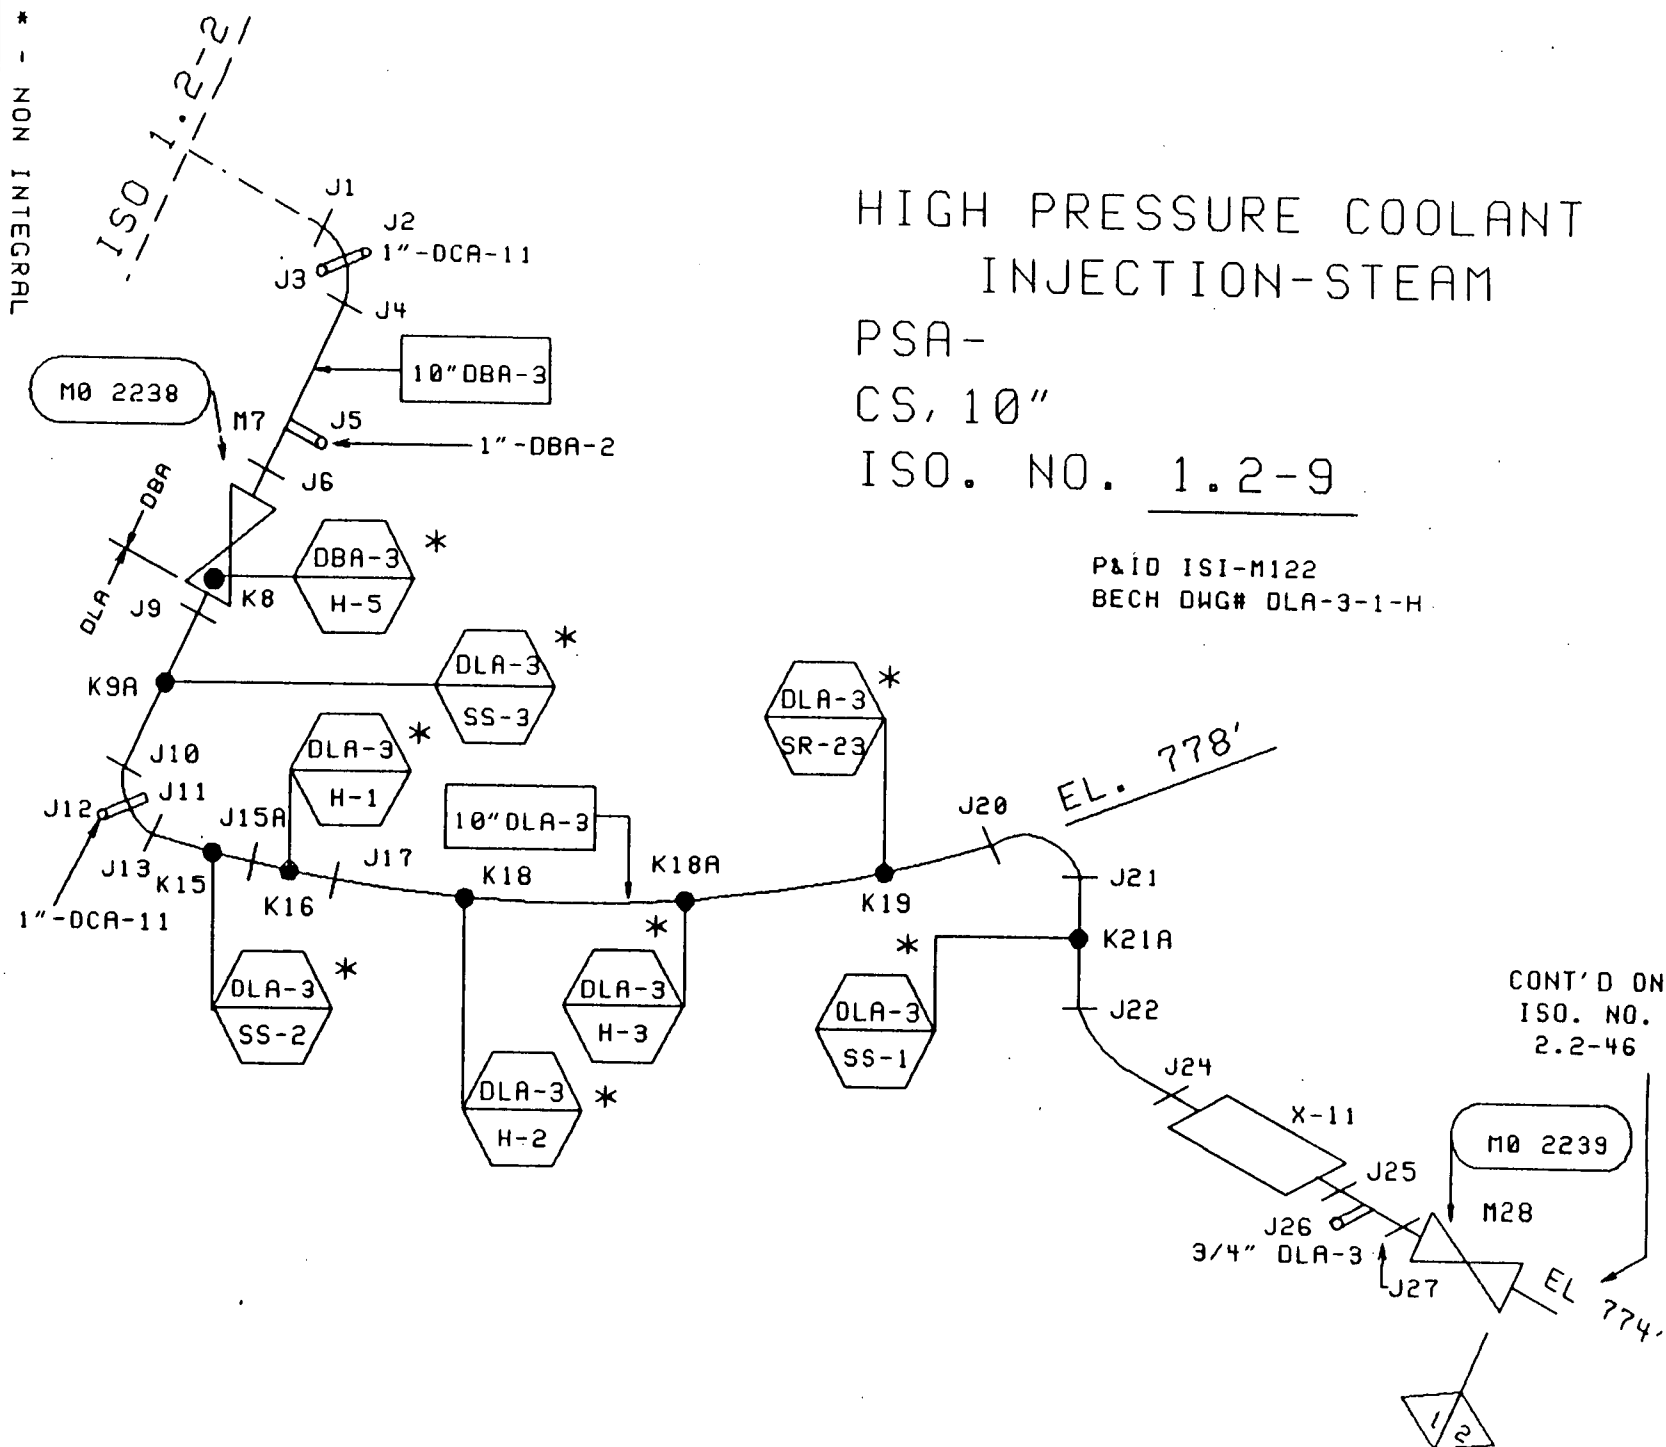 * - NON INTEGRAL
ISO 1.2-2
HIGH PRESSURE COOLANT
INJECTION-STEAM
PSA-
CS, 10"
ISO. NO. 1.2-9
P&ID ISI-M122
BECH DWG# DLA-3-1-H
J1
J2
1"-DCA-11
J3
J4
10"DBA-3
MO 2238
M7
J5
1"-DBA-2
J6
DBA
DLA
DBA-3
H-5
*
K8
J9
DLA-3
SS-3
*
K9A
J10
DLA-3
H-1
*
J11
J12
J13
1"-DCA-11
K15
J15A
K16
J17
10"DLA-3
K18
K18A
DLA-3
SR-23
*
K19
J20
EL. 778'
J21
K21A
J22
DLA-3
SS-2
*
DLA-3
H-2
*
DLA-3
H-3
*
DLA-3
SS-1
*
J24
X-11
J25
J26
3/4" DLA-3
J27
MO 2239
M28
CONT'D ON
ISO. NO.
2.2-46
EL 774'
1
2